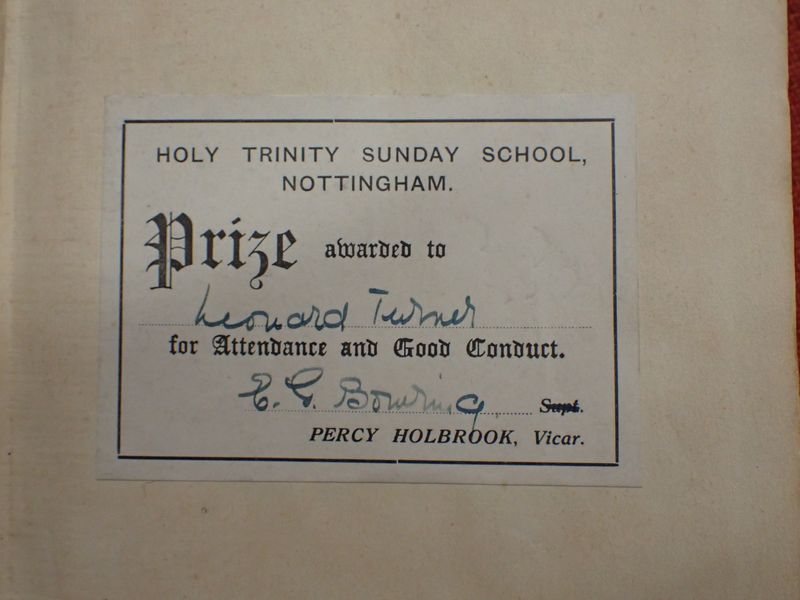 HOLY TRINITY SUNDAY SCHOOL,
NOTTINGHAM.
Prize awarded to
Leonard Turner
for Attendance and Good Conduct.
E. G. Bowring Supt.
PERCY HOLBROOK, Vicar.